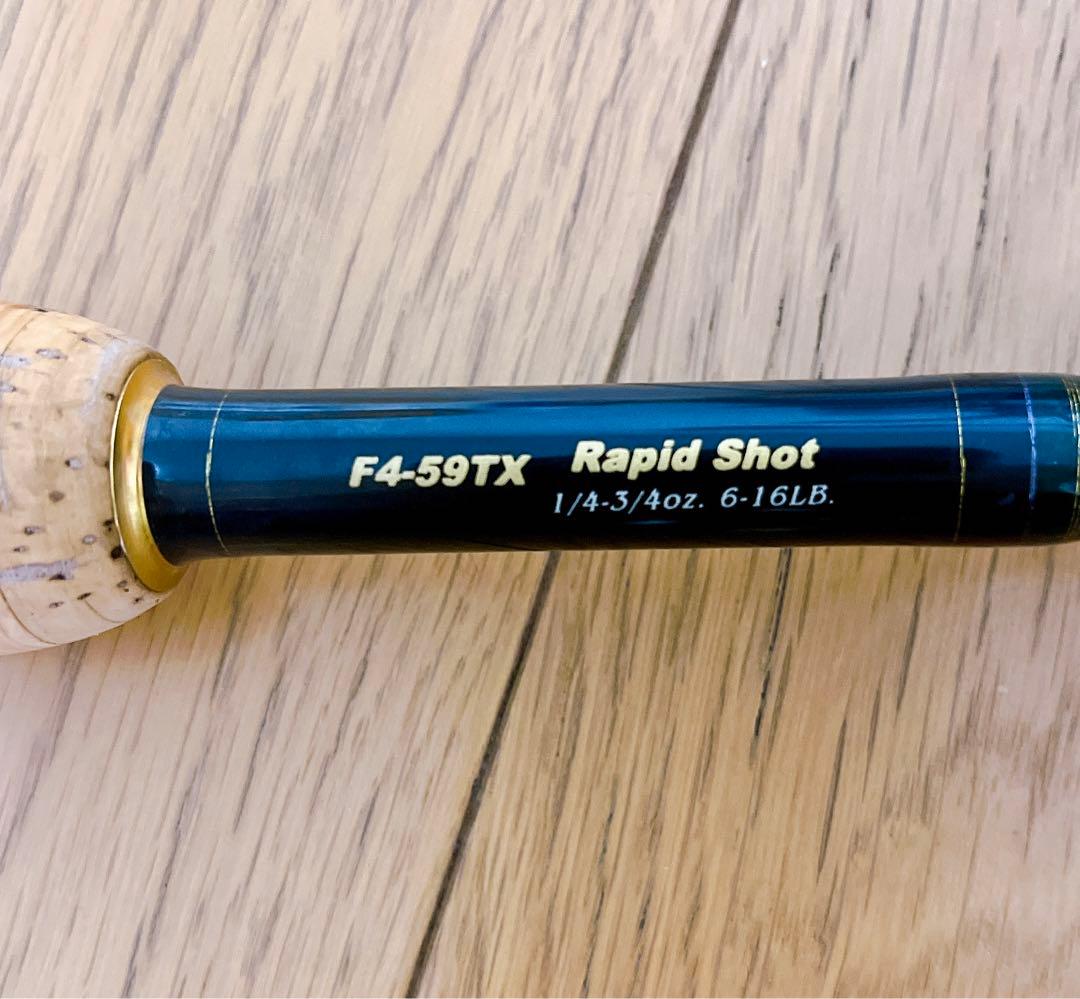 F4-59TX Rapid Shot
1/4-3/4oz. 6-16LB.